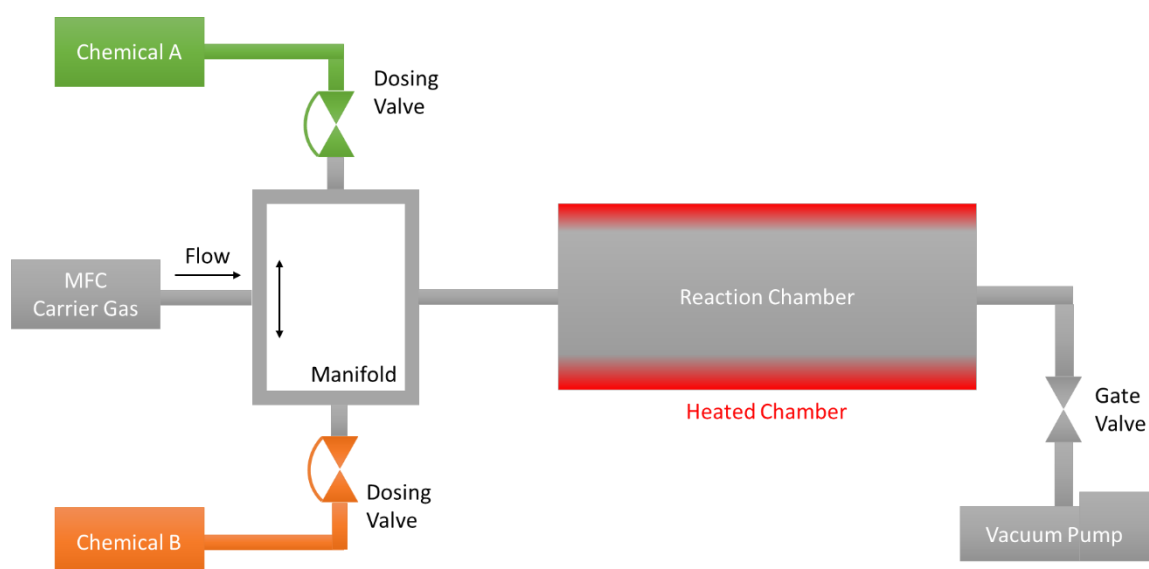 Chemical A
Dosing
Valve
Flow
MFC
Carrier Gas
Manifold
Reaction Chamber
Heated Chamber
Gate
Valve
Dosing
Valve
Chemical B
Vacuum Pump